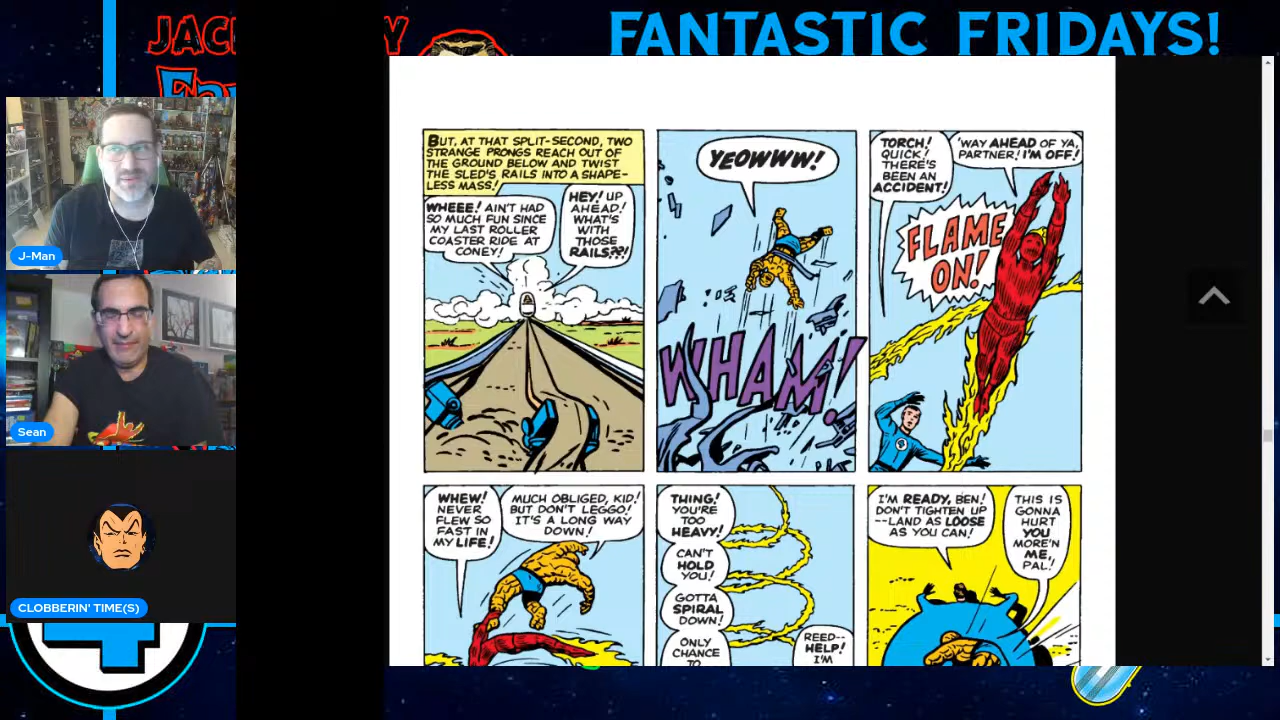 FANTASTIC FRIDAYS!
JAC
Y
J-Man
Sean
CLOBBERIN' TIME(S)
BUT, AT THAT SPLIT-SECOND, TWO
STRANGE PRONGS REACH OUT OF
THE GROUND BELOW AND TWIST
THE SLED'S RAILS INTO A SHAPE-
LESS MASS!
WHEEE! AIN'T HAD
SO MUCH FUN SINCE
MY LAST ROLLER
COASTER RIDE AT
CONEY!
HEY! UP
AHEAD!
WHAT'S
WITH
THOSE
RAILS??!
YEOWWW!
WHAM!
TORCH!
QUICK!
THERE'S
BEEN AN
ACCIDENT!
'WAY AHEAD OF YA,
PARTNER! I'M OFF!
FLAME
ON!
WHEW!
NEVER
FLEW SO
FAST IN
MY LIFE!
MUCH OBLIGED, KID!
BUT DON'T LEGGO!
IT'S A LONG WAY
DOWN!
THING!
YOU'RE
TOO
HEAVY!
CAN'T
HOLD
YOU!
GOTTA
SPIRAL
DOWN!
ONLY
CHANCE
TO
REED--
HELP!
I'M
I'M READY, BEN!
DON'T TIGHTEN UP
--LAND AS LOOSE
AS YOU CAN!
THIS IS
GONNA
HURT
YOU
MORE'N
ME,
PAL!